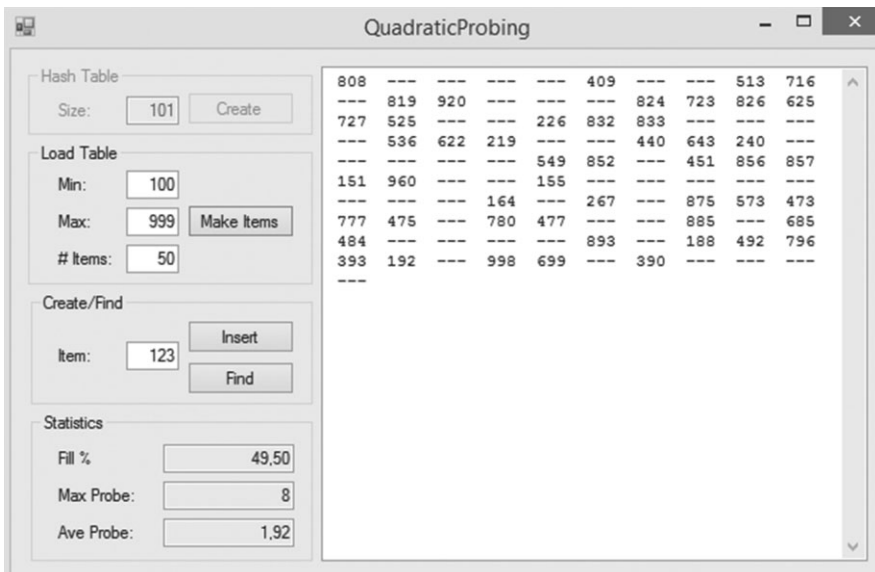 QuadraticProbing
Hash Table
Size: 101 Create
Load Table
Min: 100
Max: 999 Make Items
# Items: 50
Create/Find
Insert
Item: 123
Find
Statistics
Fill % 49,50
Max Probe: 8
Ave Probe: 1,92
808 --- --- --- --- 409 --- --- 513 716
--- 819 920 --- --- --- 824 723 826 625
727 525 --- --- 226 832 833 --- --- ---
--- 536 622 219 --- --- 440 643 240 ---
--- --- --- --- 549 852 --- 451 856 857
151 960 --- --- 155 --- --- --- --- ---
--- --- --- 164 --- 267 --- 875 573 473
777 475 --- 780 477 --- --- 885 --- 685
484 --- --- --- --- 893 --- 188 492 796
393 192 --- 998 699 --- 390 --- --- ---
---